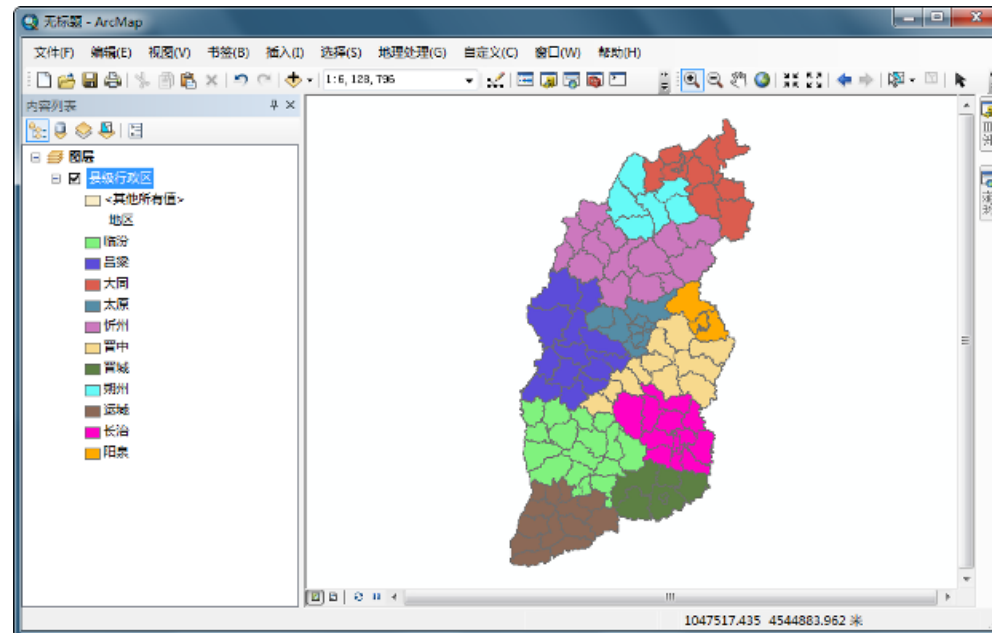 无标题 - ArcMap
文件(F) 编辑(E) 视图(V) 书签(B) 插入(I) 选择(S) 地理处理(G) 自定义(C) 窗口(W) 帮助(H)
1:6,128,796
内容列表
图层
县级行政区
<其他所有值>
地区
临汾
吕梁
大同
太原
忻州
晋中
晋城
朔州
运城
长治
阳泉
1047517.435 4544883.962 米